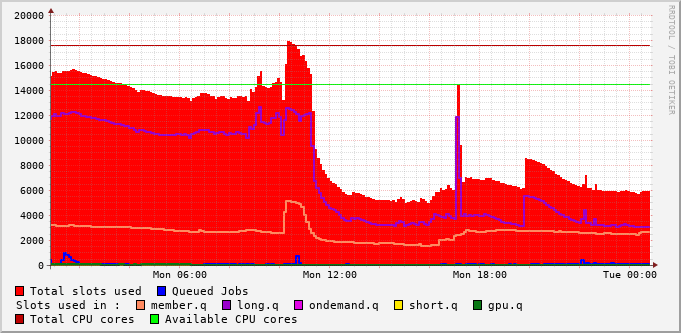 20000
18000
16000
14000
12000
10000
8000
6000
4000
2000
0
Mon 06:00 Mon 12:00 Mon 18:00 Tue 00:00
RRDTOOL / TOBI OETIKER
Total slots used Queued Jobs
Slots used in : member.q long.q ondemand.q short.q gpu.q
Total CPU cores Available CPU cores